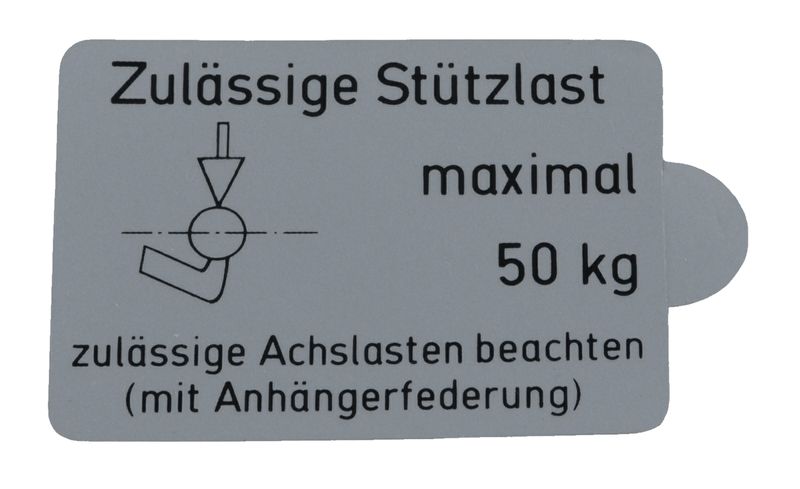 Zulässige Stützlast
maximal
50 kg
zulässige Achslasten beachten
(mit Anhängerfederung)